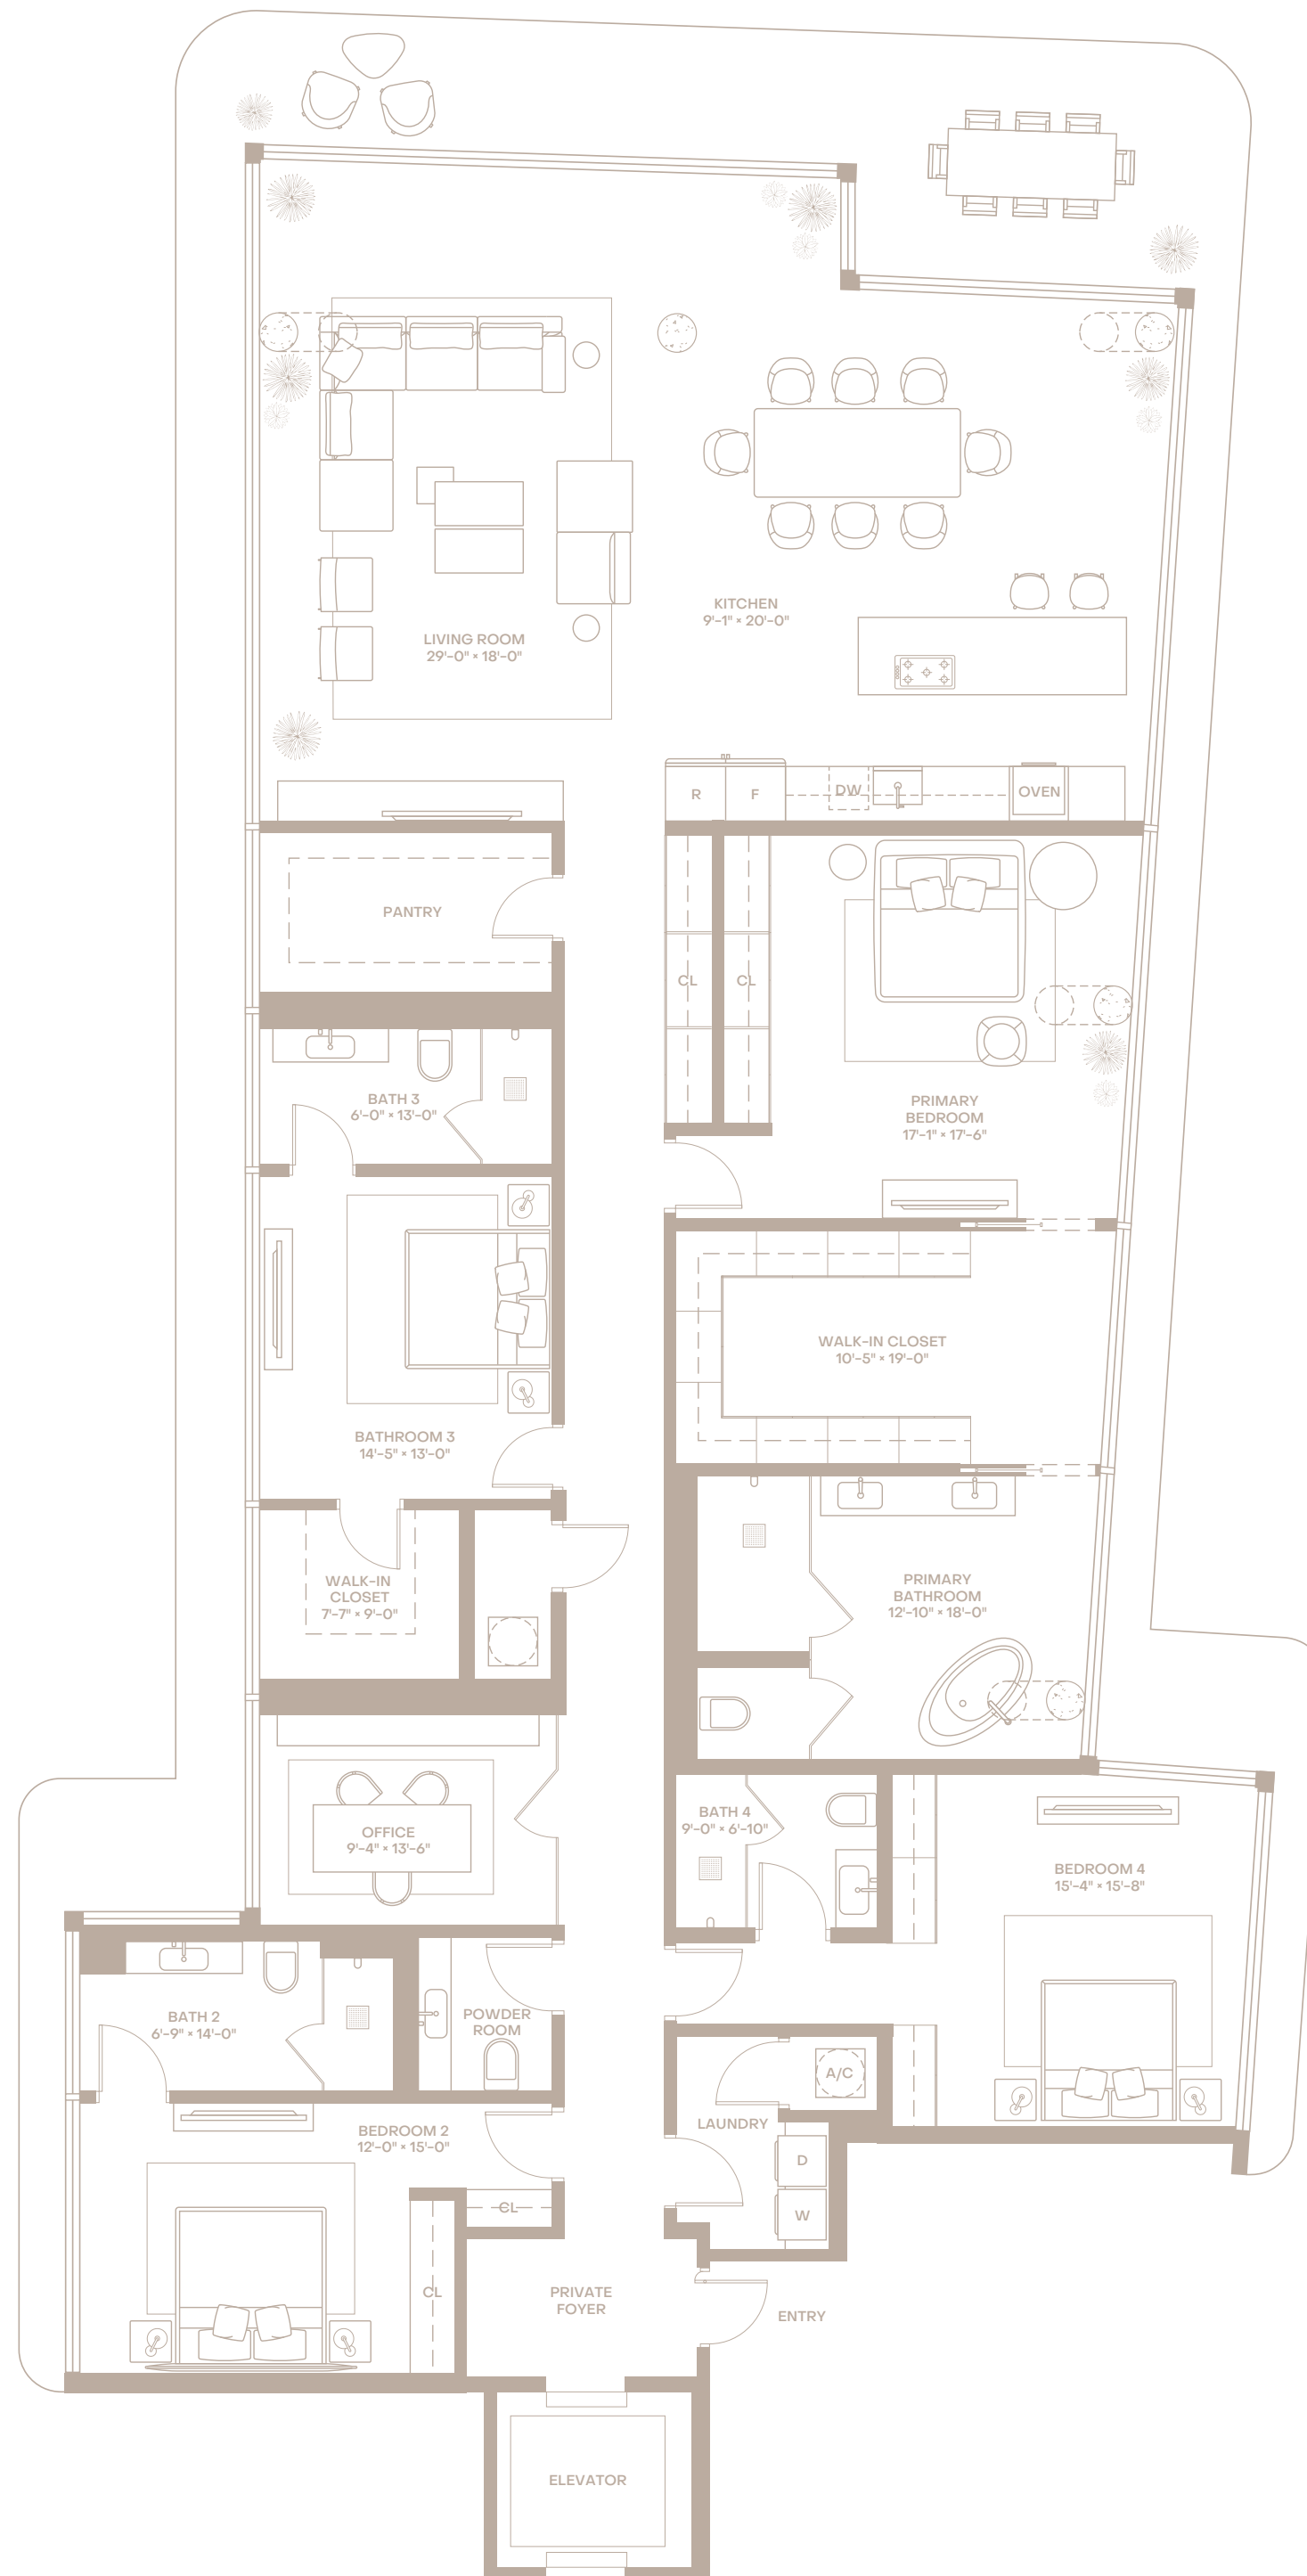 KITCHEN
9'-1" × 20'-0"
LIVING ROOM
29'-0" × 18'-0"
R
F
DW
OVEN
PANTRY
CL
CL
BATH 3
6'-0" × 13'-0"
PRIMARY
BEDROOM
17'-1" × 17'-6"
WALK-IN CLOSET
10'-5" × 19'-0"
BATHROOM 3
14'-5" × 13'-0"
WALK-IN
CLOSET
7'-7" × 9'-0"
PRIMARY
BATHROOM
12'-10" × 18'-0"
OFFICE
9'-4" × 13'-6"
BATH 4
9'-0" × 6'-10"
BEDROOM 4
15'-4" × 15'-8"
BATH 2
6'-9" × 14'-0"
POWDER
ROOM
A/C
LAUNDRY
BEDROOM 2
12'-0" × 15'-0"
D
W
CL
CL
PRIVATE
FOYER
ENTRY
ELEVATOR